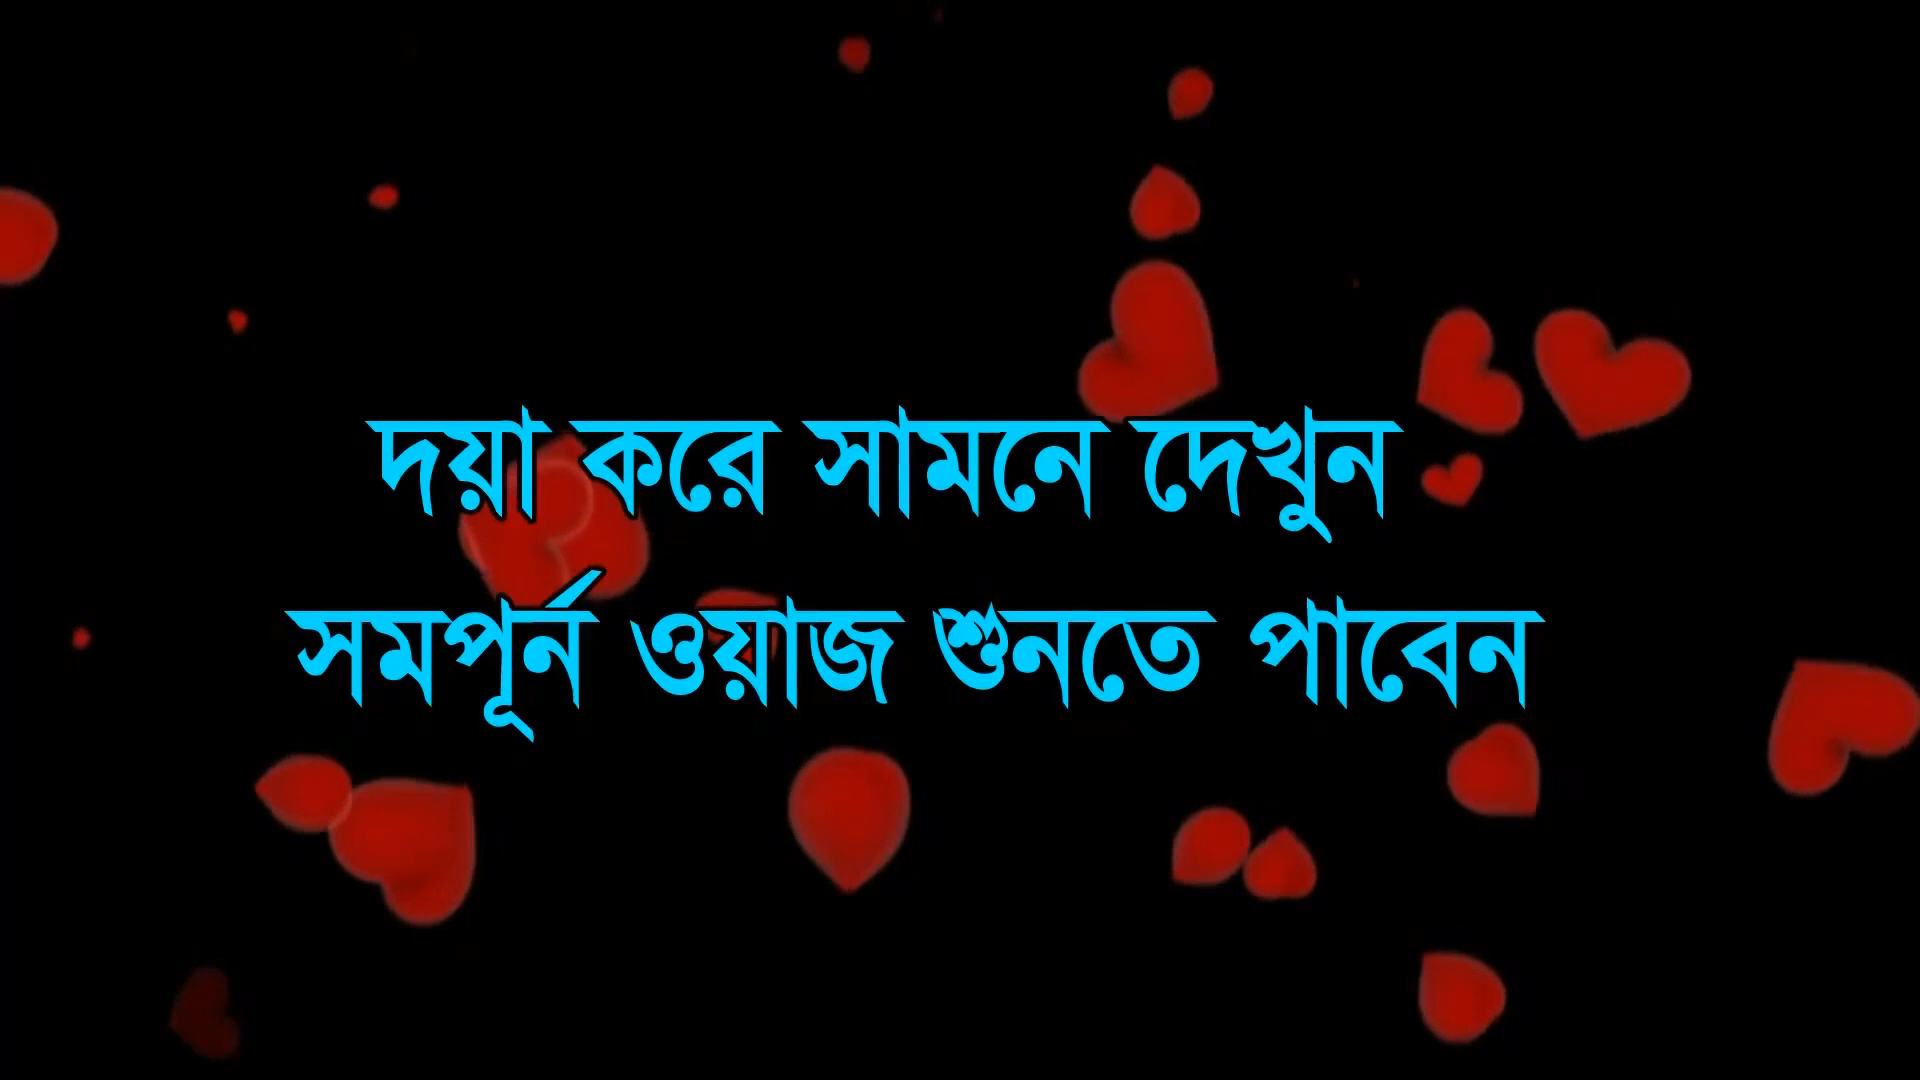 দয়া করে সামনে দেখুন
সমপূর্ন ওয়াজ শুনতে পাবেন